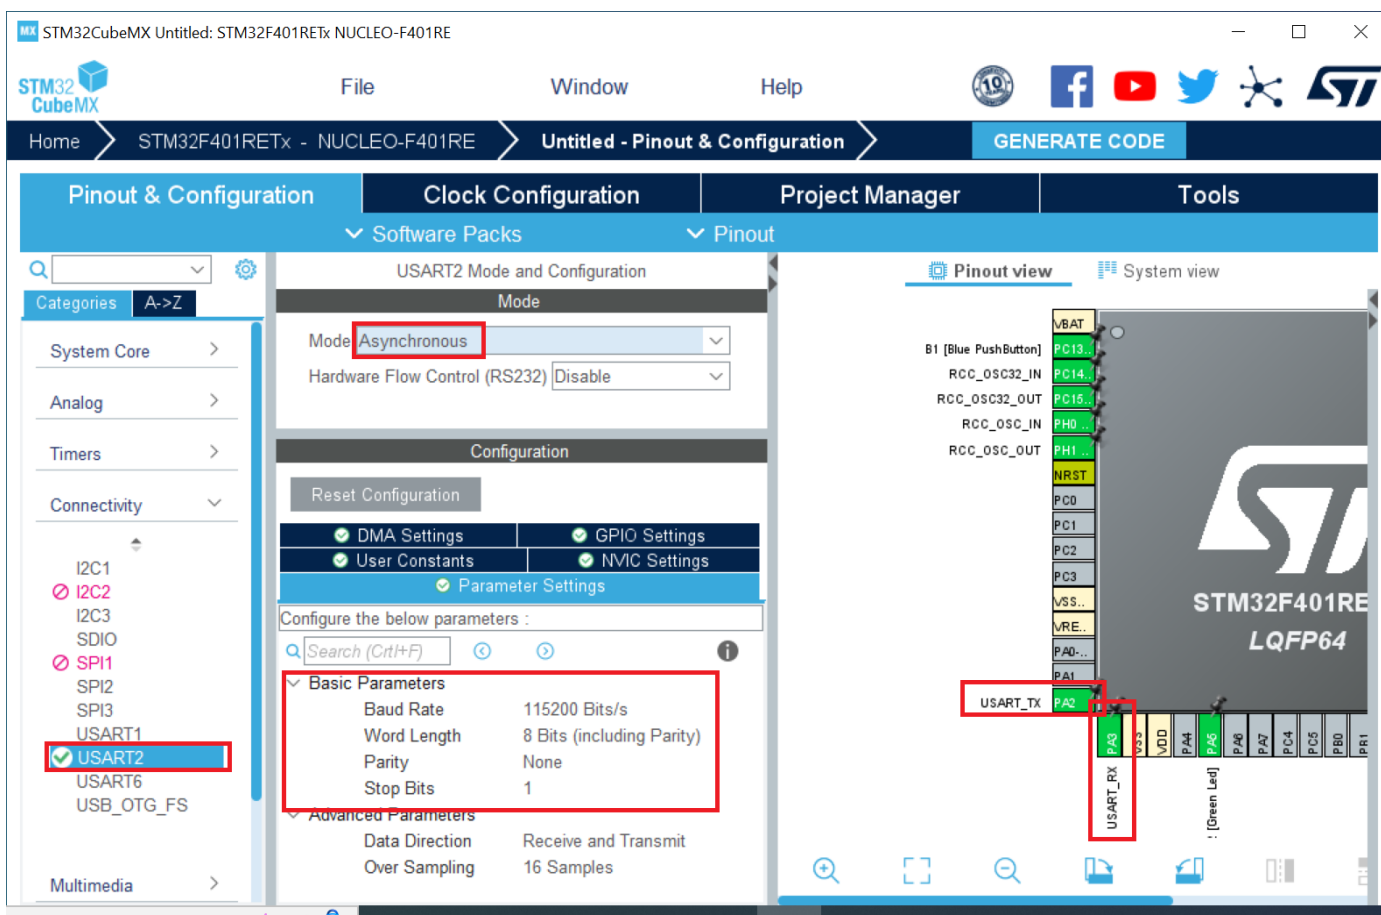 MX STM32CubeMX Untitled: STM32F401RETx NUCLEO-F401RE
STM32
CubeMX
File
Window
Help
10
Home
STM32F401RETx - NUCLEO-F401RE
Untitled - Pinout & Configuration
GENERATE CODE
Pinout & Configuration
Clock Configuration
Project Manager
Tools
Software Packs
Pinout
Categories
A->Z
System Core
Analog
Timers
Connectivity
I2C1
I2C2
I2C3
SDIO
SPI1
SPI2
SPI3
USART1
USART2
USART6
USB_OTG_FS
Multimedia
USART2 Mode and Configuration
Mode
Mode Asynchronous
Hardware Flow Control (RS232) Disable
Configuration
Reset Configuration
DMA Settings
GPIO Settings
User Constants
NVIC Settings
Parameter Settings
Configure the below parameters :
Search (Crtl+F)
Basic Parameters
Baud Rate 115200 Bits/s
Word Length 8 Bits (including Parity)
Parity None
Stop Bits 1
Advanced Parameters
Data Direction Receive and Transmit
Over Sampling 16 Samples
Pinout view
System view
VBAT
B1 [Blue PushButton] PC13..
RCC_OSC32_IN PC14..
RCC_OSC32_OUT PC15..
RCC_OSC_IN PH0 ..
RCC_OSC_OUT PH1 ..
NRST
PC0
PC1
PC2
PC3
VSS..
VRE..
PA0-..
PA1
USART_TX PA2
STM32F401RE
LQFP64
PA3
VSS
VDD
PA4
PA5
PA6
PA7
PC4
PC5
PB0
PB1
USART_RX
[Green Led]